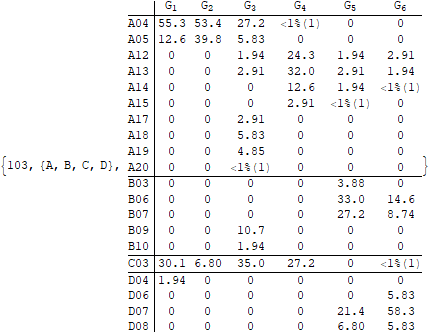 G1 G2 G3 G4 G5 G6
A04 55.3 53.4 27.2 <1%(1) 0 0
A05 12.6 39.8 5.83 0 0 0
A12 0 0 1.94 24.3 1.94 2.91
A13 0 0 2.91 32.0 2.91 1.94
A14 0 0 0 12.6 1.94 <1%(1)
A15 0 0 0 2.91 <1%(1) 0
A17 0 0 2.91 0 0 0
A18 0 0 5.83 0 0 0
A19 0 0 4.85 0 0 0
{103, {A, B, C, D}, A20 0 0 <1%(1) 0 0 0 }
B03 0 0 0 0 3.88 0
B06 0 0 0 0 33.0 14.6
B07 0 0 0 0 27.2 8.74
B09 0 0 10.7 0 0 0
B10 0 0 1.94 0 0 0
C03 30.1 6.80 35.0 27.2 0 <1%(1)
D04 1.94 0 0 0 0 0
D06 0 0 0 0 0 5.83
D07 0 0 0 0 21.4 58.3
D08 0 0 0 0 6.80 5.83